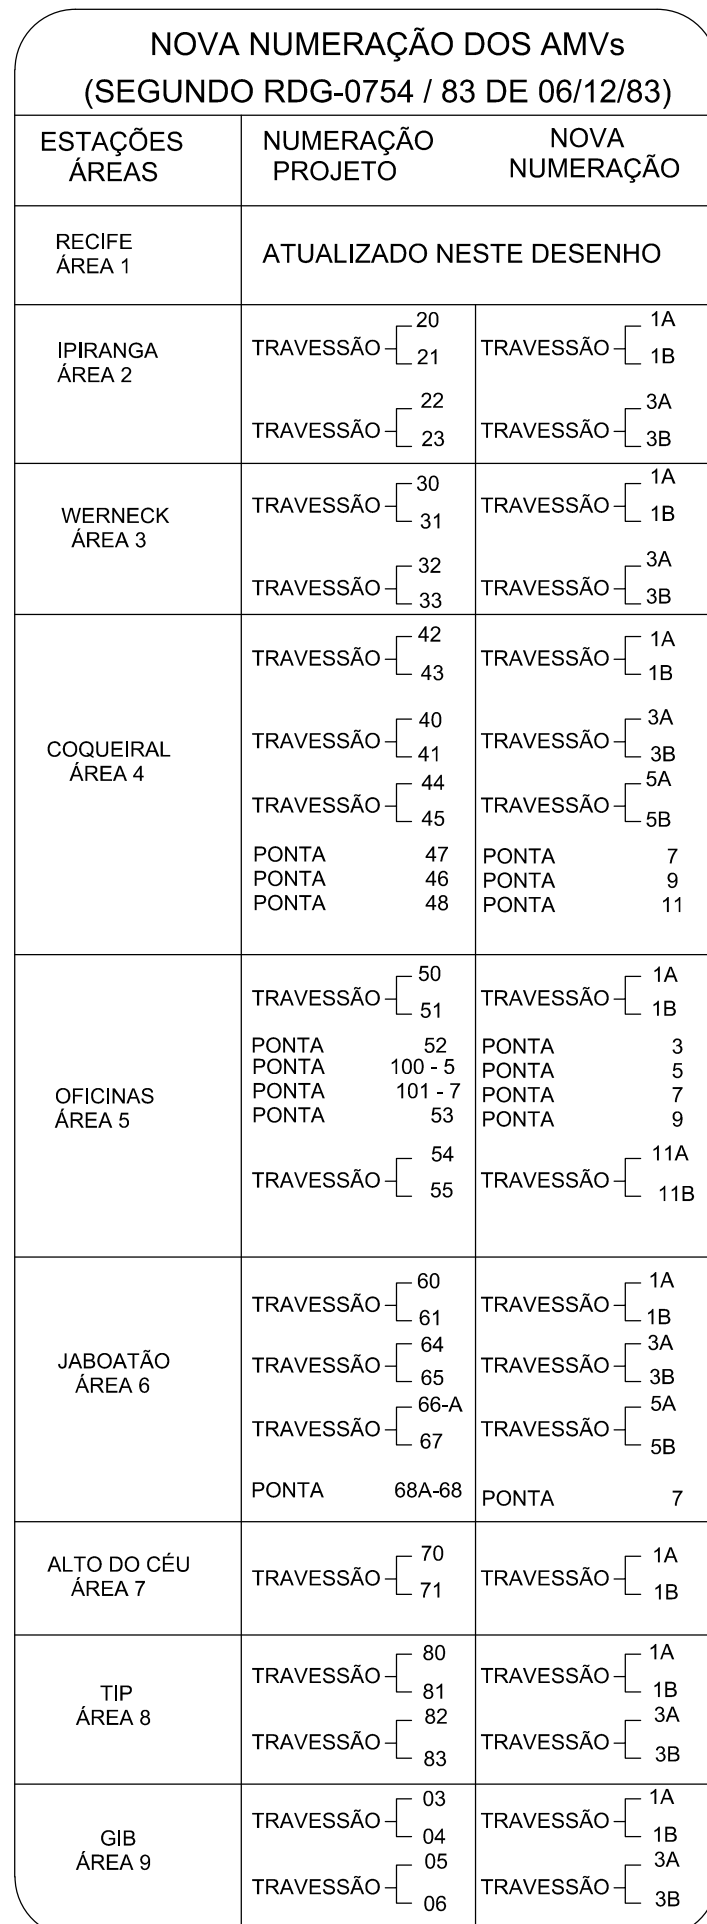 NOVA NUMERAÇÃO DOS AMVs
(SEGUNDO RDG-0754 / 83 DE 06/12/83)
ESTAÇÕES ÁREAS NUMERAÇÃO PROJETO NOVA NUMERAÇÃO
RECIFE
ÁREA 1
ATUALIZADO NESTE DESENHO
IPIRANGA
ÁREA 2
TRAVESSÃO 20 21 TRAVESSÃO 1A 1B
TRAVESSÃO 22 23 TRAVESSÃO 3A 3B
WERNECK
ÁREA 3
TRAVESSÃO 30 31 TRAVESSÃO 1A 1B
TRAVESSÃO 32 33 TRAVESSÃO 3A 3B
COQUEIRAL
ÁREA 4
TRAVESSÃO 42 43 TRAVESSÃO 1A 1B
TRAVESSÃO 40 41 TRAVESSÃO 3A 3B
TRAVESSÃO 44 45 TRAVESSÃO 5A 5B
PONTA 47 PONTA 7
PONTA 46 PONTA 9
PONTA 48 PONTA 11
OFICINAS
ÁREA 5
TRAVESSÃO 50 51 TRAVESSÃO 1A 1B
PONTA 52 PONTA 3
PONTA 100 - 5 PONTA 5
PONTA 101 - 7 PONTA 7
PONTA 53 PONTA 9
TRAVESSÃO 54 55 TRAVESSÃO 11A 11B
JABOATÃO
ÁREA 6
TRAVESSÃO 60 61 TRAVESSÃO 1A 1B
TRAVESSÃO 64 65 TRAVESSÃO 3A 3B
TRAVESSÃO 66-A 67 TRAVESSÃO 5A 5B
PONTA 68A-68 PONTA 7
ALTO DO CÉU
ÁREA 7
TRAVESSÃO 70 71 TRAVESSÃO 1A 1B
TIP
ÁREA 8
TRAVESSÃO 80 81 TRAVESSÃO 1A 1B
TRAVESSÃO 82 83 TRAVESSÃO 3A 3B
GIB
ÁREA 9
TRAVESSÃO 03 04 TRAVESSÃO 1A 1B
TRAVESSÃO 05 06 TRAVESSÃO 3A 3B